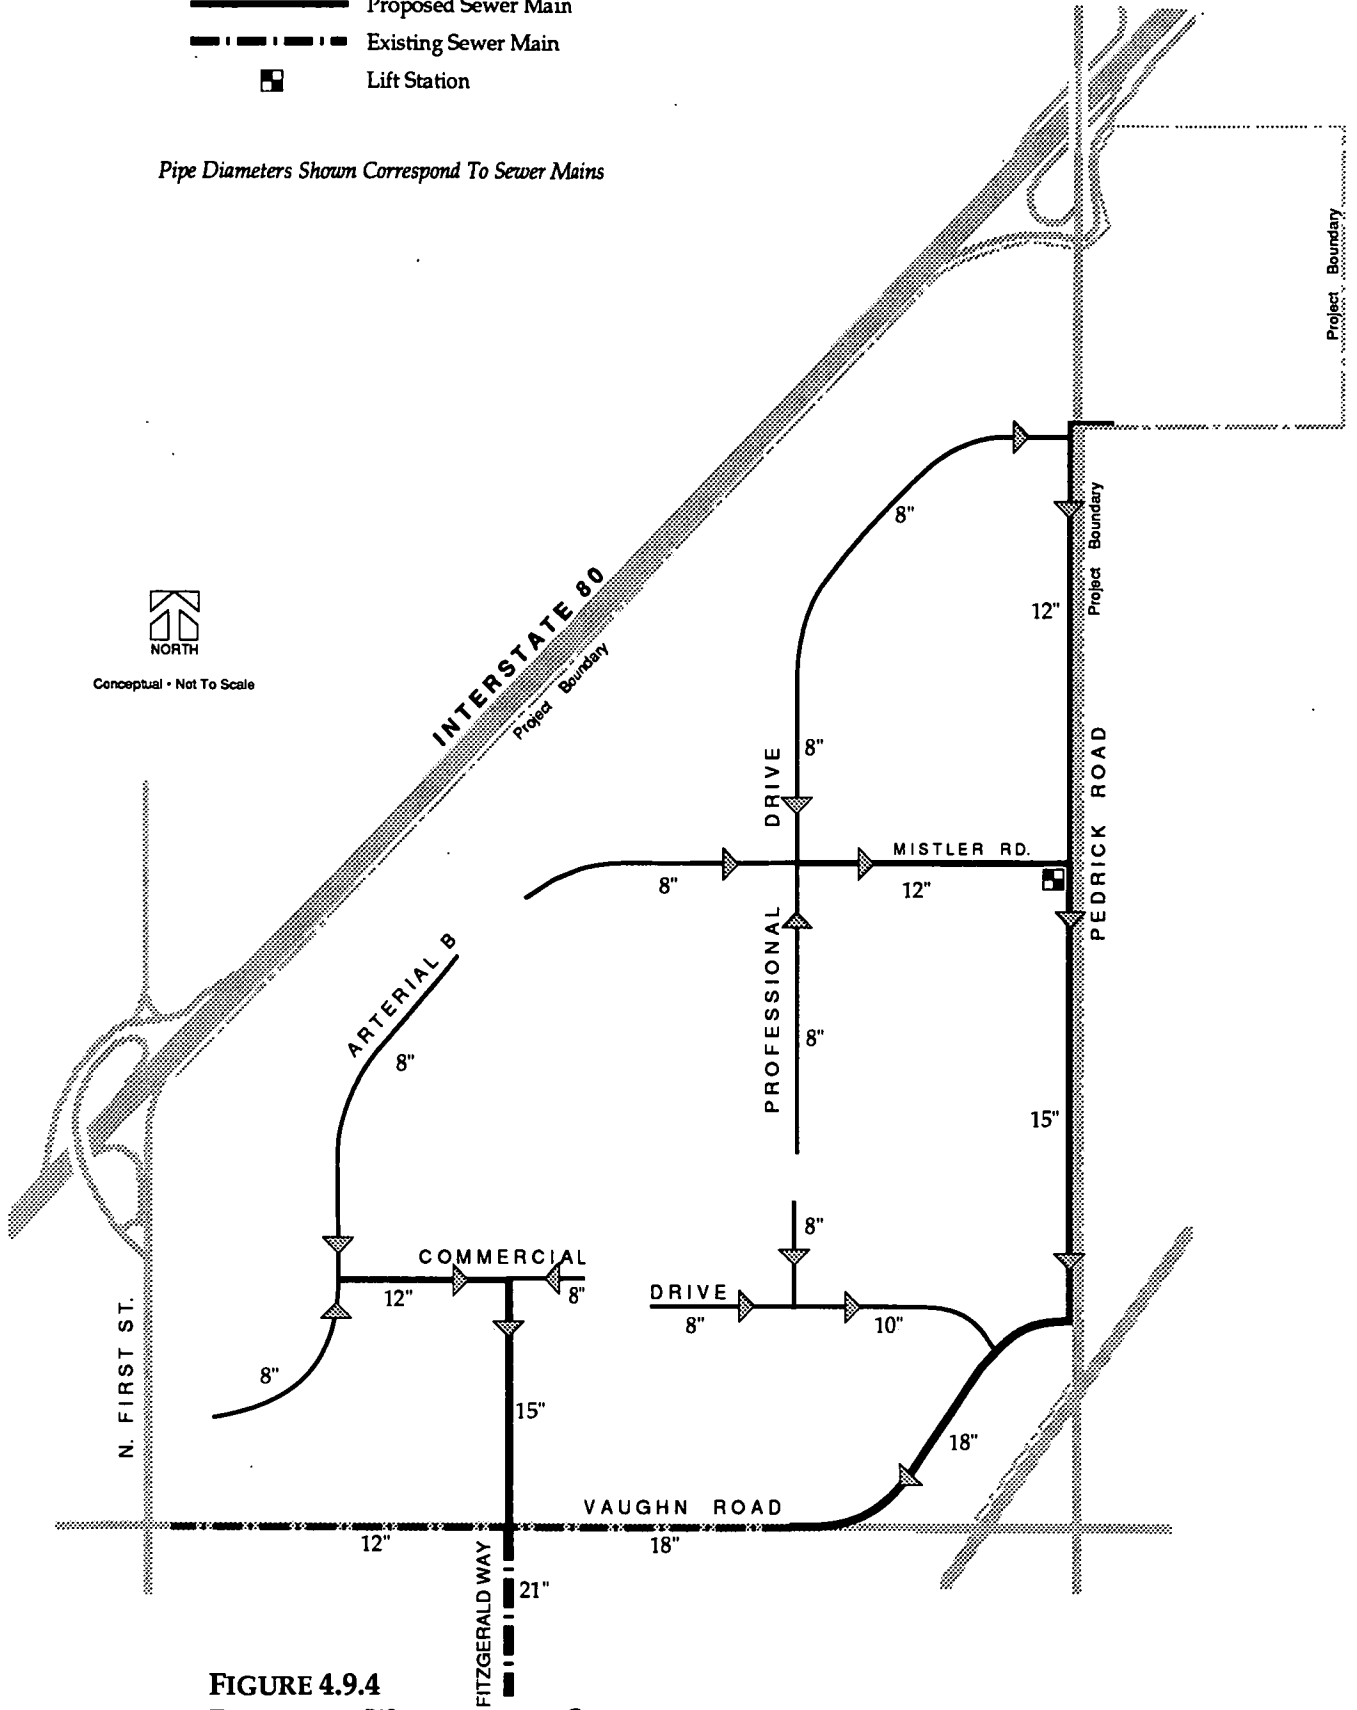 Proposed Sewer Main
Existing Sewer Main
Lift Station
Pipe Diameters Shown Correspond To Sewer Mains
Project Boundary
8"
Project Boundary
12"
INTERSTATE 80
Project Boundary
NORTH
Conceptual • Not To Scale
DRIVE
8"
PEDRICK ROAD
MISTLER RD.
8"
12"
ARTERIAL B
8"
PROFESSIONAL
8"
15"
8"
COMMERCIAL
12"
8"
DRIVE
8"
10"
N. FIRST ST.
8"
15"
18"
VAUGHN ROAD
12"
18"
FITZGERALD WAY
21"
FIGURE 4.9.4